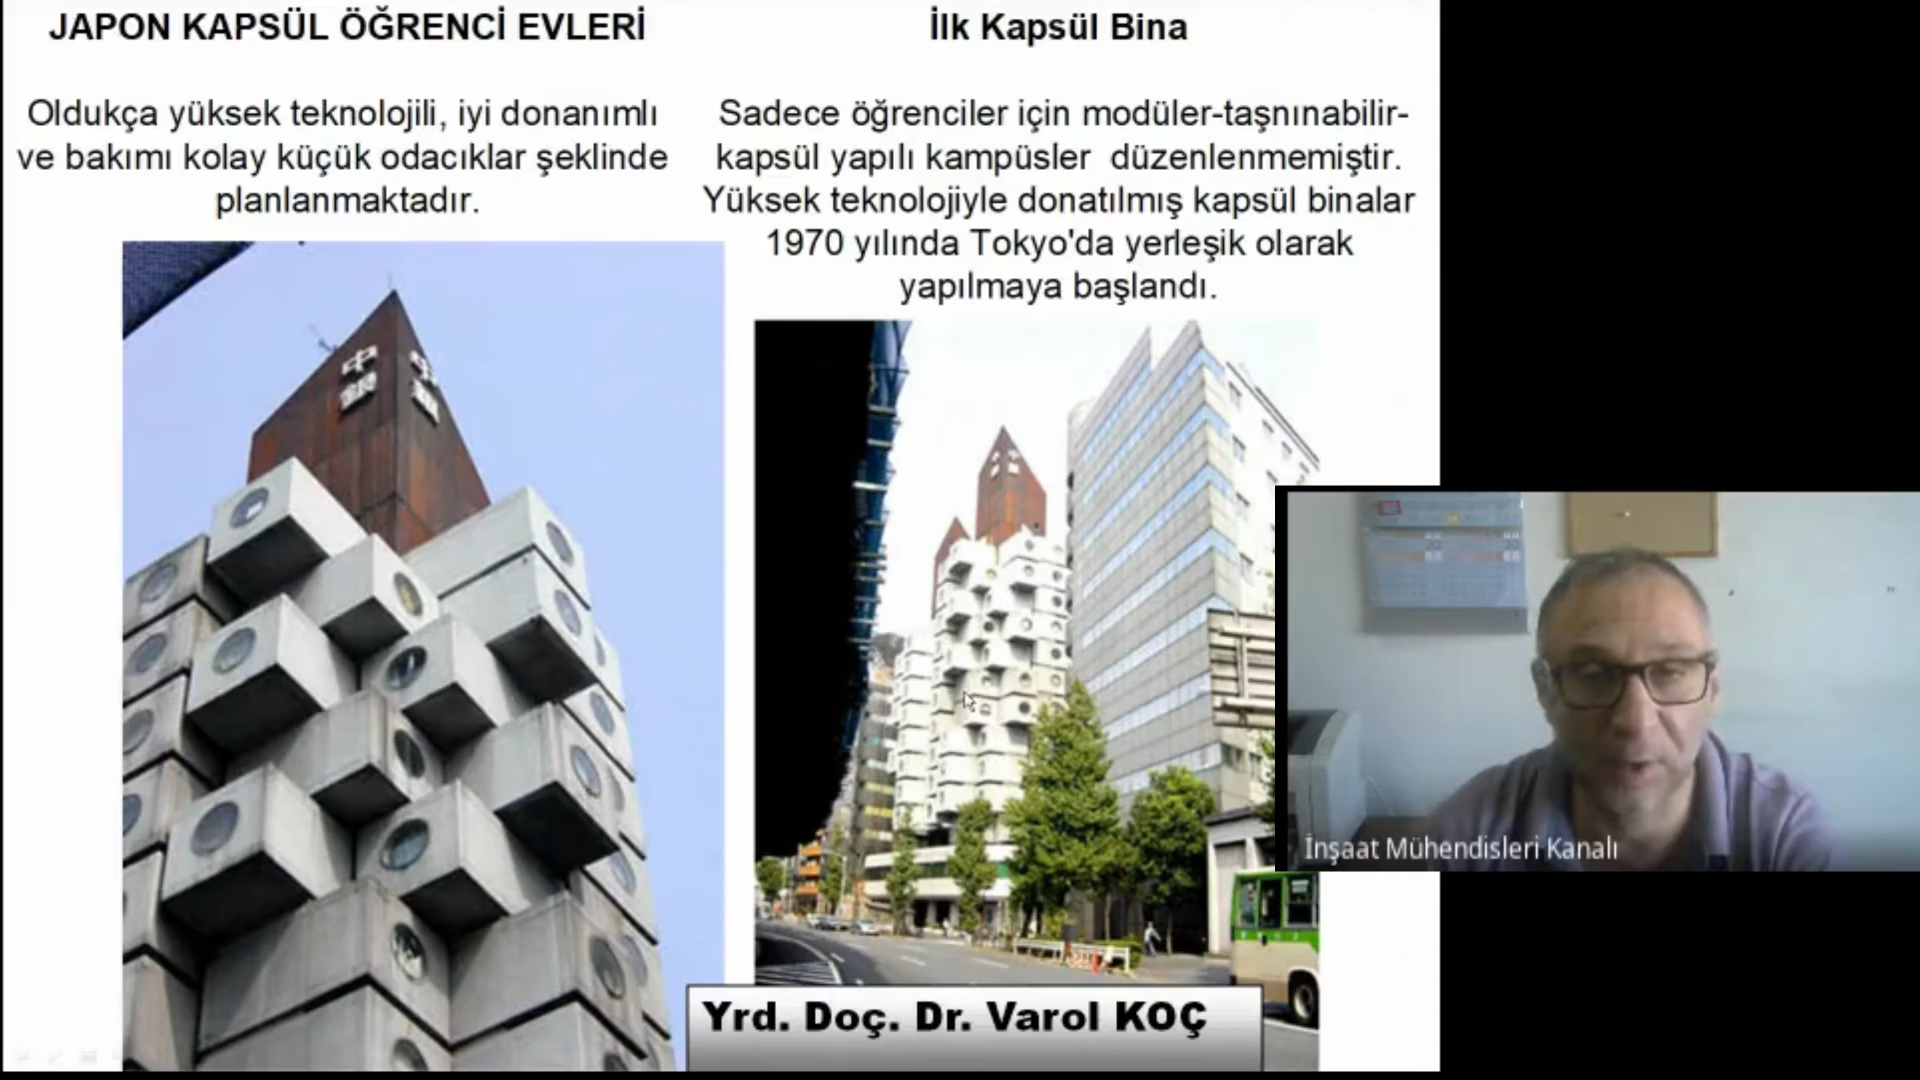 JAPON KAPSÜL ÖĞRENCİ EVLERİ
Oldukça yüksek teknolojili, iyi donanımlı
ve bakımı kolay küçük odacıklar şeklinde
planlanmaktadır.
İlk Kapsül Bina
Sadece öğrenciler için modüler-taşnınabilir-
kapsül yapılı kampüsler düzenlenmemiştir.
Yüksek teknolojiyle donatılmış kapsül binalar
1970 yılında Tokyo'da yerleşik olarak
yapılmaya başlandı.
中
銀
İnşaat Mühendisleri Kanalı
Yrd. Doç. Dr. Varol KOÇ